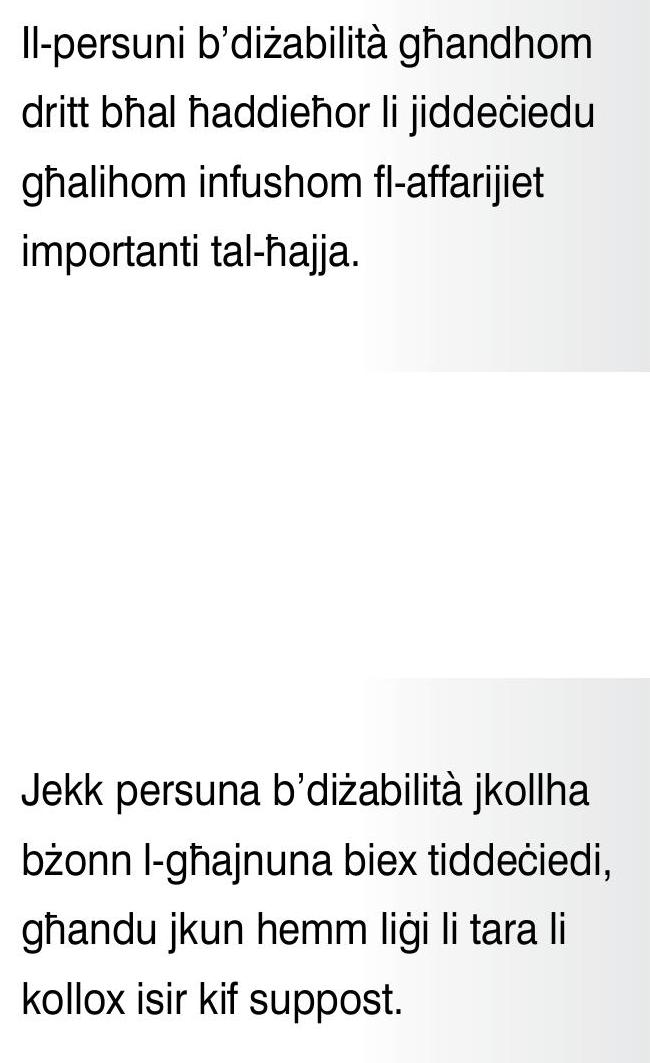 Il-persuni b’diżabilità għandhom
dritt bħal ħaddieħor li jiddeċiedu
għalihom infushom fl-affarijiet
importanti tal-ħajja.
Jekk persuna b’diżabilità jkollha
bżonn l-għajnuna biex tiddeċiedi,
għandu jkun hemm liġi li tara li
kollox isir kif suppost.